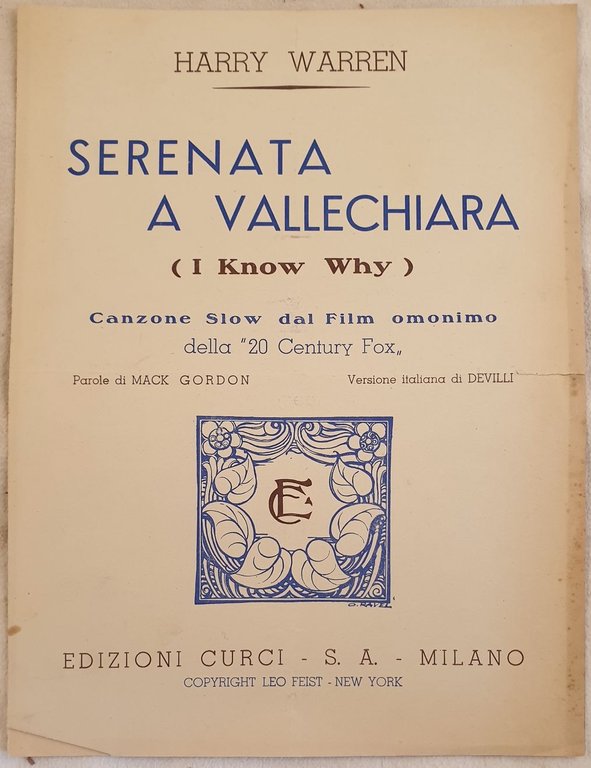 HARRY WARREN
SERENATA
A VALLECHIARA
( I Know Why )
Canzone Slow dal Film omonimo
della "20 Century Fox„
Parole di MACK GORDON Versione italiana di DEVILLI
EC
EDIZIONI CURCI - S. A. - MILANO
COPYRIGHT LEO FEIST - NEW YORK